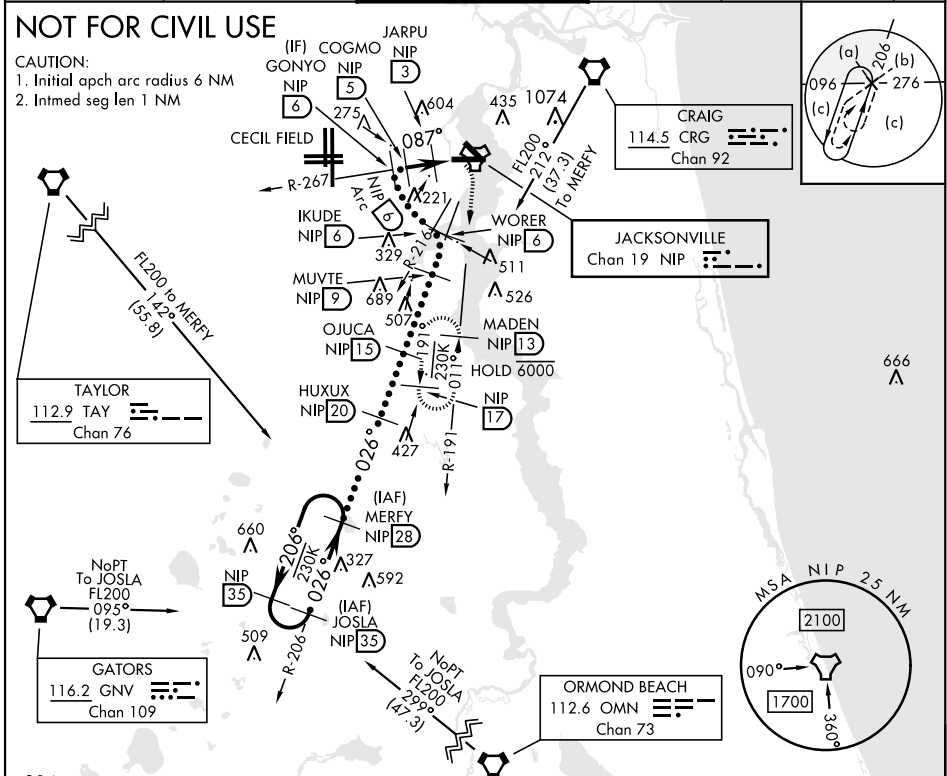 NOT FOR CIVIL USE
CAUTION:
1. Initial apch arc radius 6 NM
2. Intmed seg len 1 NM
(IF)
GONYO
NIP
6
COGMO
NIP
5
JARPU
NIP
3
275
604
087°
435
1074
CECIL FIELD
R-267
NIP 6
Arc
221
FL200
212°
(37.3)
To MERFY
CRAIG
114.5 CRG
Chan 92
(a)
206
(b)
096
276
(c)
(c)
IKUDE
NIP 6
329
R-216
WORER
NIP 6
511
526
JACKSONVILLE
Chan 19 NIP
MUVTE
NIP 9
689
507
OJUCA
NIP 15
191°
230K
011°
MADEN
NIP 13
HOLD 6000
HUXUX
NIP 20
NIP
17
427
R-191
026°
666
FL200 to MERFY
142°
(55.8)
TAYLOR
112.9 TAY
Chan 76
(IAF)
MERFY
NIP 28
660
206°
230K
026°
327
592
NIP
35
(IAF)
JOSLA
NIP 35
509
R-206
NoPT
To JOSLA
FL200
095°
(19.3)
GATORS
116.2 GNV
Chan 109
NoPT
To JOSLA
FL200
299°
(47.3)
ORMOND BEACH
112.6 OMN
Chan 73
MSA NIP 25 NM
2100
090°
1700
360°